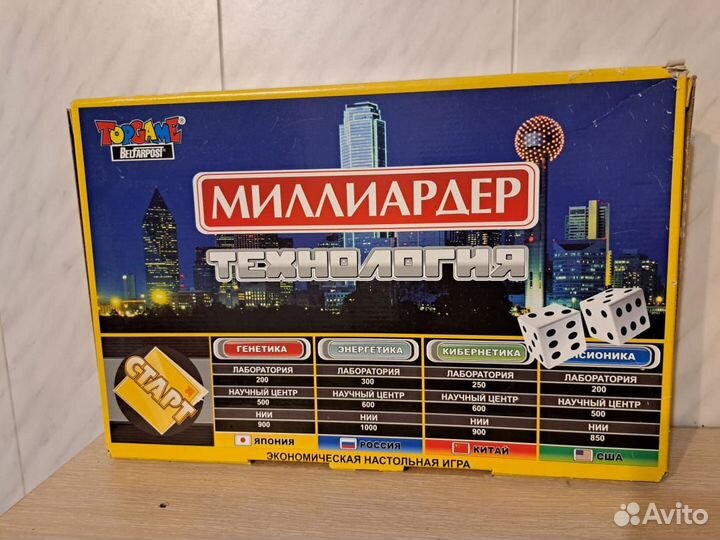 TOPGAME®
BELFARPOST
МИЛЛИАРДЕР
ТЕХНОЛОГИЯ
СТАРТ
ГЕНЕТИКА
ЛАБОРАТОРИЯ
200
НАУЧНЫЙ ЦЕНТР
500
НИИ
900
ЯПОНИЯ
ЭНЕРГЕТИКА
ЛАБОРАТОРИЯ
300
НАУЧНЫЙ ЦЕНТР
600
НИИ
1000
РОССИЯ
КИБЕРНЕТИКА
ЛАБОРАТОРИЯ
250
НАУЧНЫЙ ЦЕНТР
600
НИИ
900
КИТАЙ
СИОНИКА
ЛАБОРАТОРИЯ
200
НАУЧНЫЙ ЦЕНТР
500
НИИ
850
США
ЭКОНОМИЧЕСКАЯ НАСТОЛЬНАЯ ИГРА
Avito